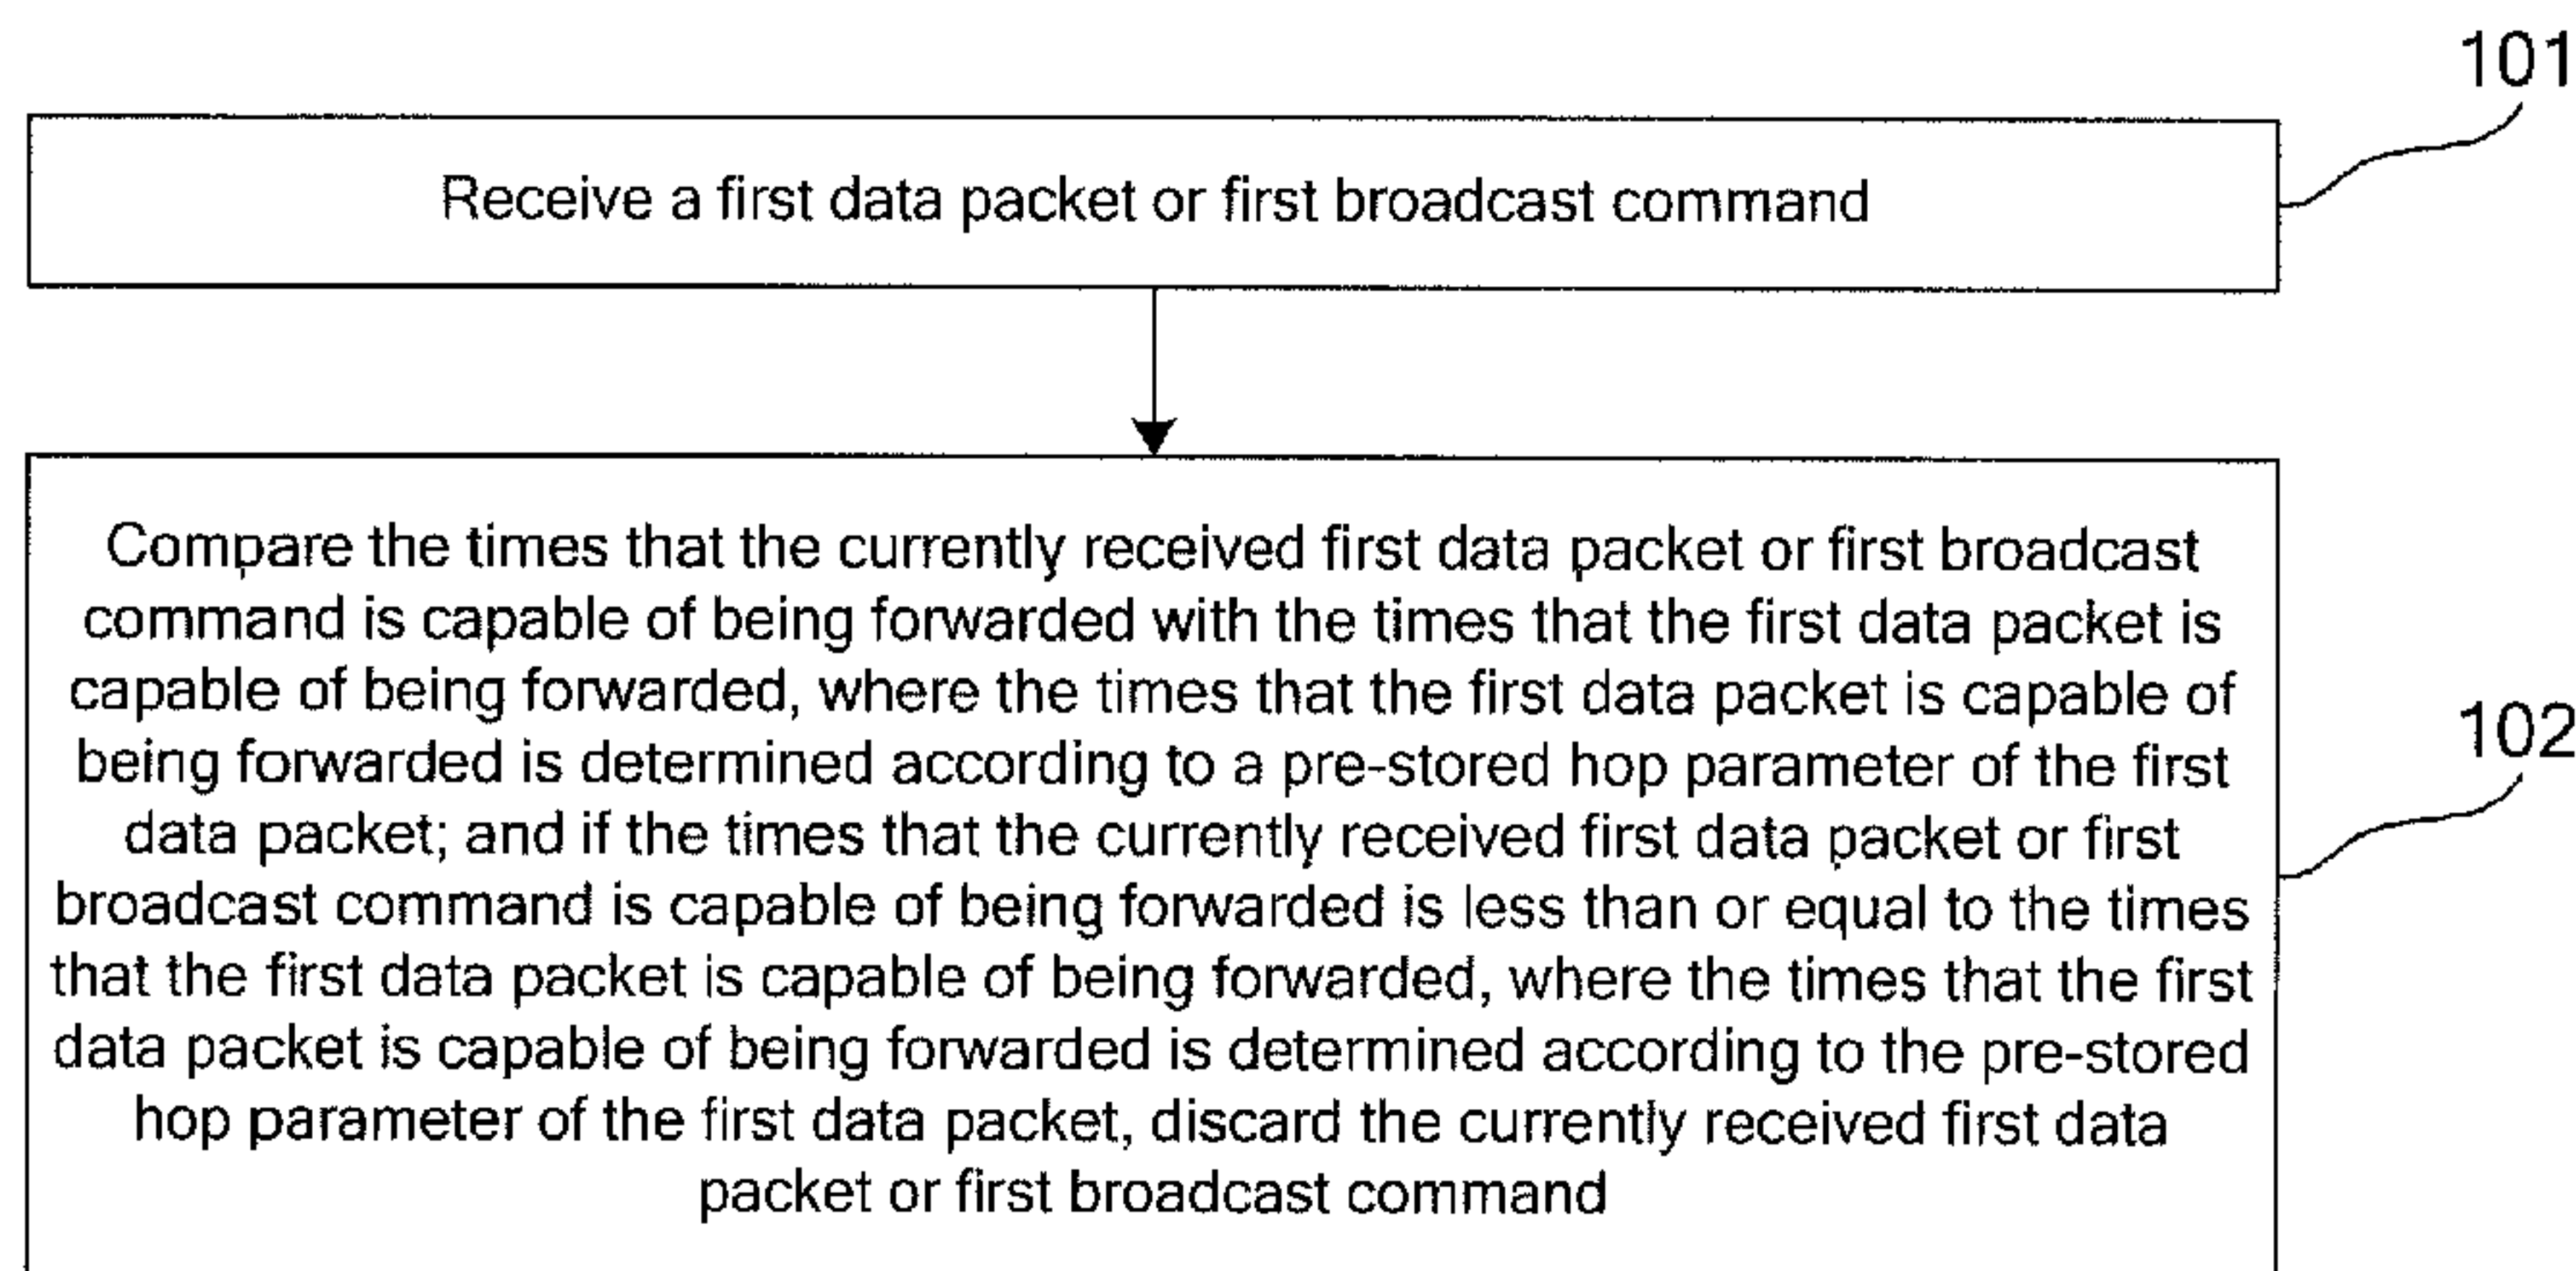 101
Receive a first data packet or first broadcast command
Compare the times that the currently received first data packet or first broadcast
command is capable of being forwarded with the times that the first data packet is
capable of being forwarded, where the times that the first data packet is capable of
being forwarded is determined according to a pre-stored hop parameter of the first
data packet; and if the times that the currently received first data packet or first
broadcast command is capable of being forwarded is less than or equal to the times
that the first data packet is capable of being forwarded, where the times that the first
data packet is capable of being forwarded is determined according to the pre-stored
hop parameter of the first data packet, discard the currently received first data
packet or first broadcast command
102